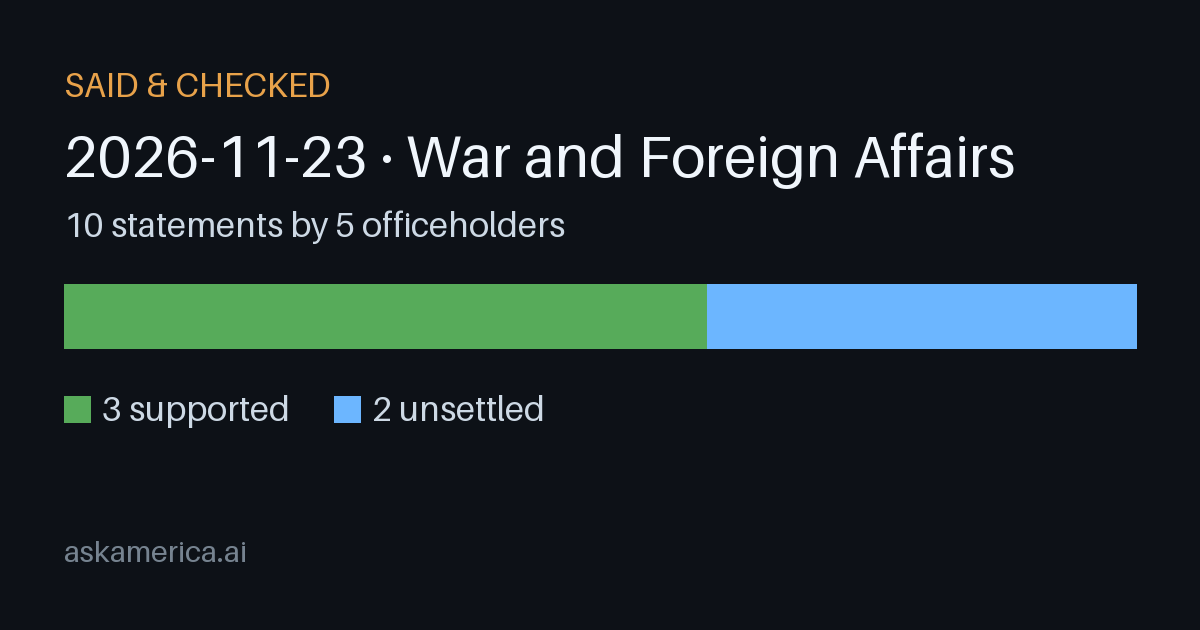 SAID & CHECKED
2026-11-23 · War and Foreign Affairs
10 statements by 5 officeholders
3 supported 2 unsettled
askamerica.ai